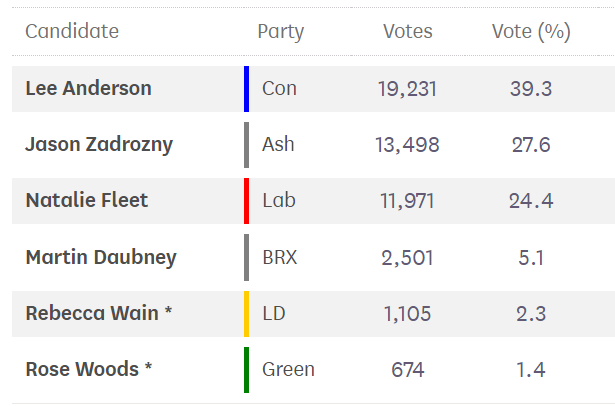 Candidate Party Votes Vote (%)
Lee Anderson Con 19,231 39.3
Jason Zadrozny Ash 13,498 27.6
Natalie Fleet Lab 11,971 24.4
Martin Daubney BRX 2,501 5.1
Rebecca Wain * LD 1,105 2.3
Rose Woods * Green 674 1.4